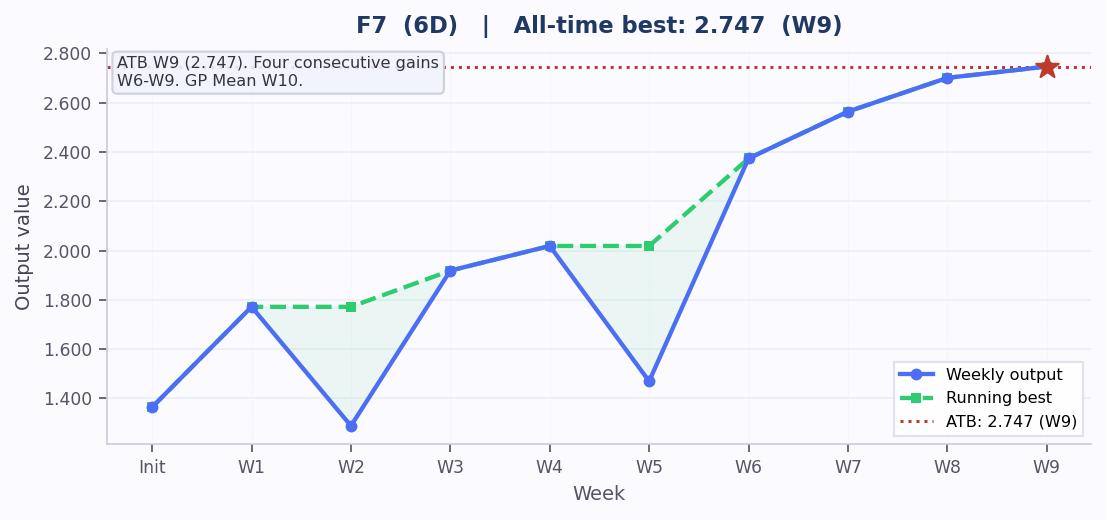 F7  (6D)   |   All-time best: 2.747  (W9)
ATB W9 (2.747). Four consecutive gains
W6-W9. GP Mean W10.
Output value
2.800
2.600
2.400
2.200
2.000
1.800
1.600
1.400
Weekly output
Running best
ATB: 2.747 (W9)
Init W1 W2 W3 W4 W5 W6 W7 W8 W9
Week